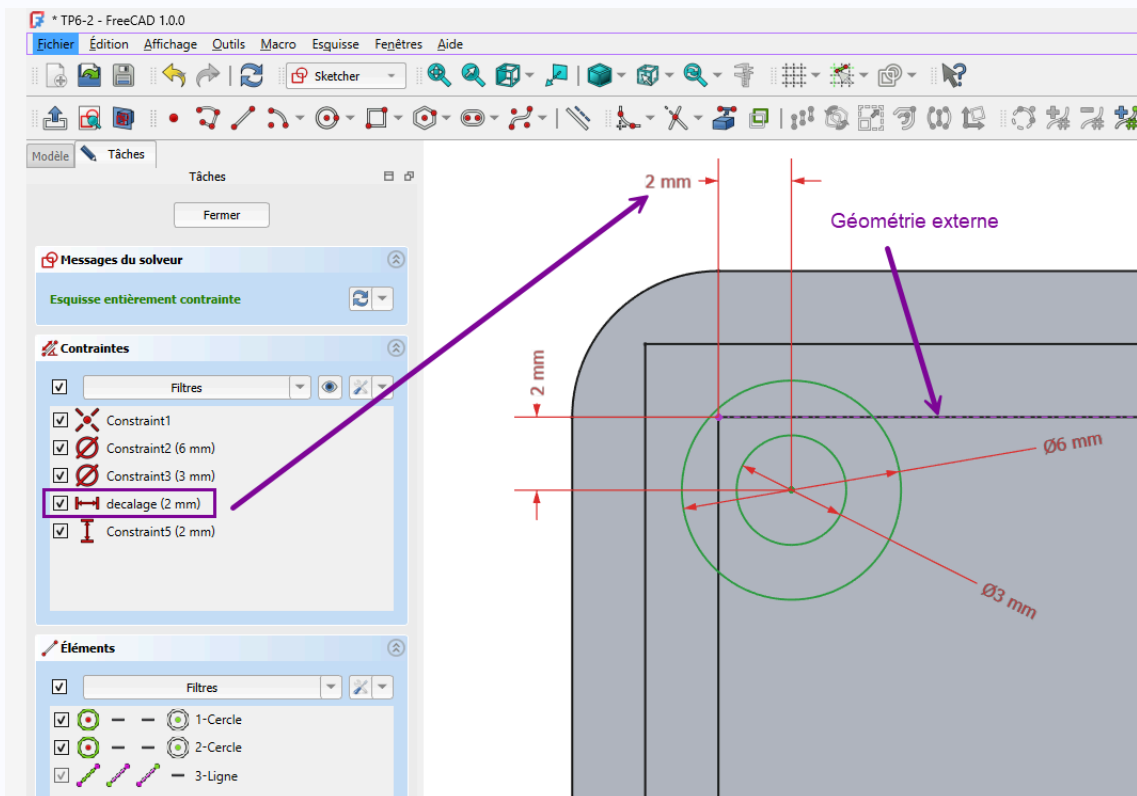 * TP6-2 - FreeCAD 1.0.0
Fichier Édition Affichage Outils Macro Esquisse Fenêtres Aide
Sketcher
Modèle Tâches
Tâches
Fermer
Messages du solveur
Esquisse entièrement contrainte
Contraintes
Filtres
Constraint1
Constraint2 (6 mm)
Constraint3 (3 mm)
decalage (2 mm)
Constraint5 (2 mm)
Éléments
Filtres
1-Cercle
2-Cercle
3-Ligne
2 mm
Géométrie externe
2 mm
Ø6 mm
Ø3 mm